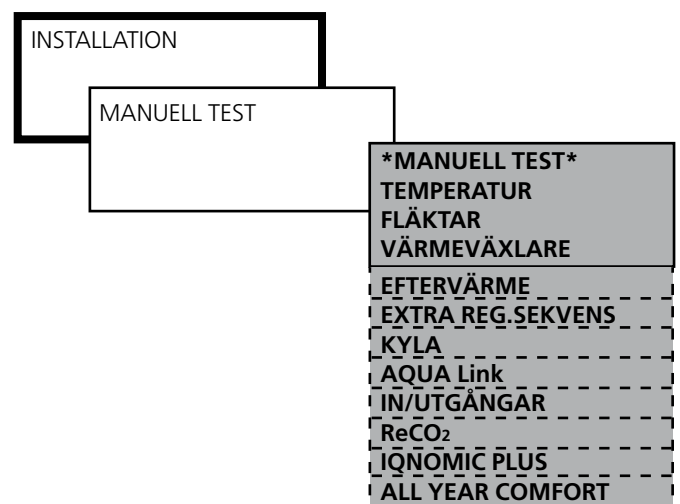 INSTALLATION
MANUELL TEST
*MANUELL TEST*
TEMPERATUR
FLÄKTAR
VÄRMEVÄXLARE
EFTERVÄRME
EXTRA REG.SEKVENS
KYLA
AQUA Link
IN/UTGÅNGAR
ReCO₂
IQNOMIC PLUS
ALL YEAR COMFORT